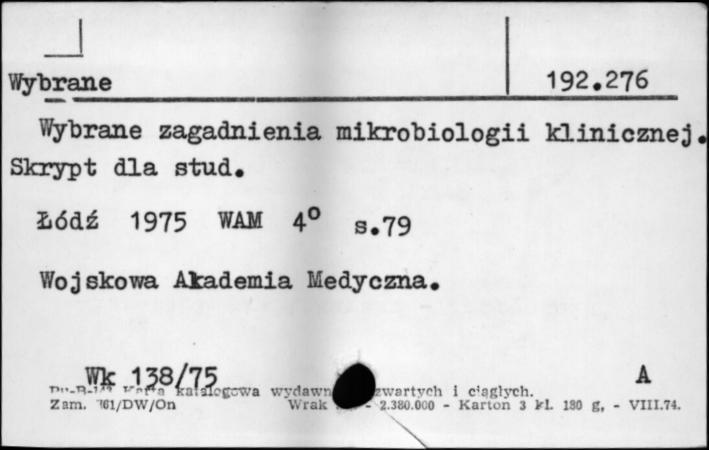 Wybrane 192.276
Wybrane zagadnienia mikrobiologii klinicznej.
Skrypt dla stud.
Łódź 1975 WAM 4° s.79
Wojskowa Akademia Medyczna.
Wk 138/75 A
Karta katalogowa wydawn zwartych i ciągłych.
Zam. 761/DW/On Wrak - 2.380.000 - Karton 3 kl. 180 g, - VIII.74.